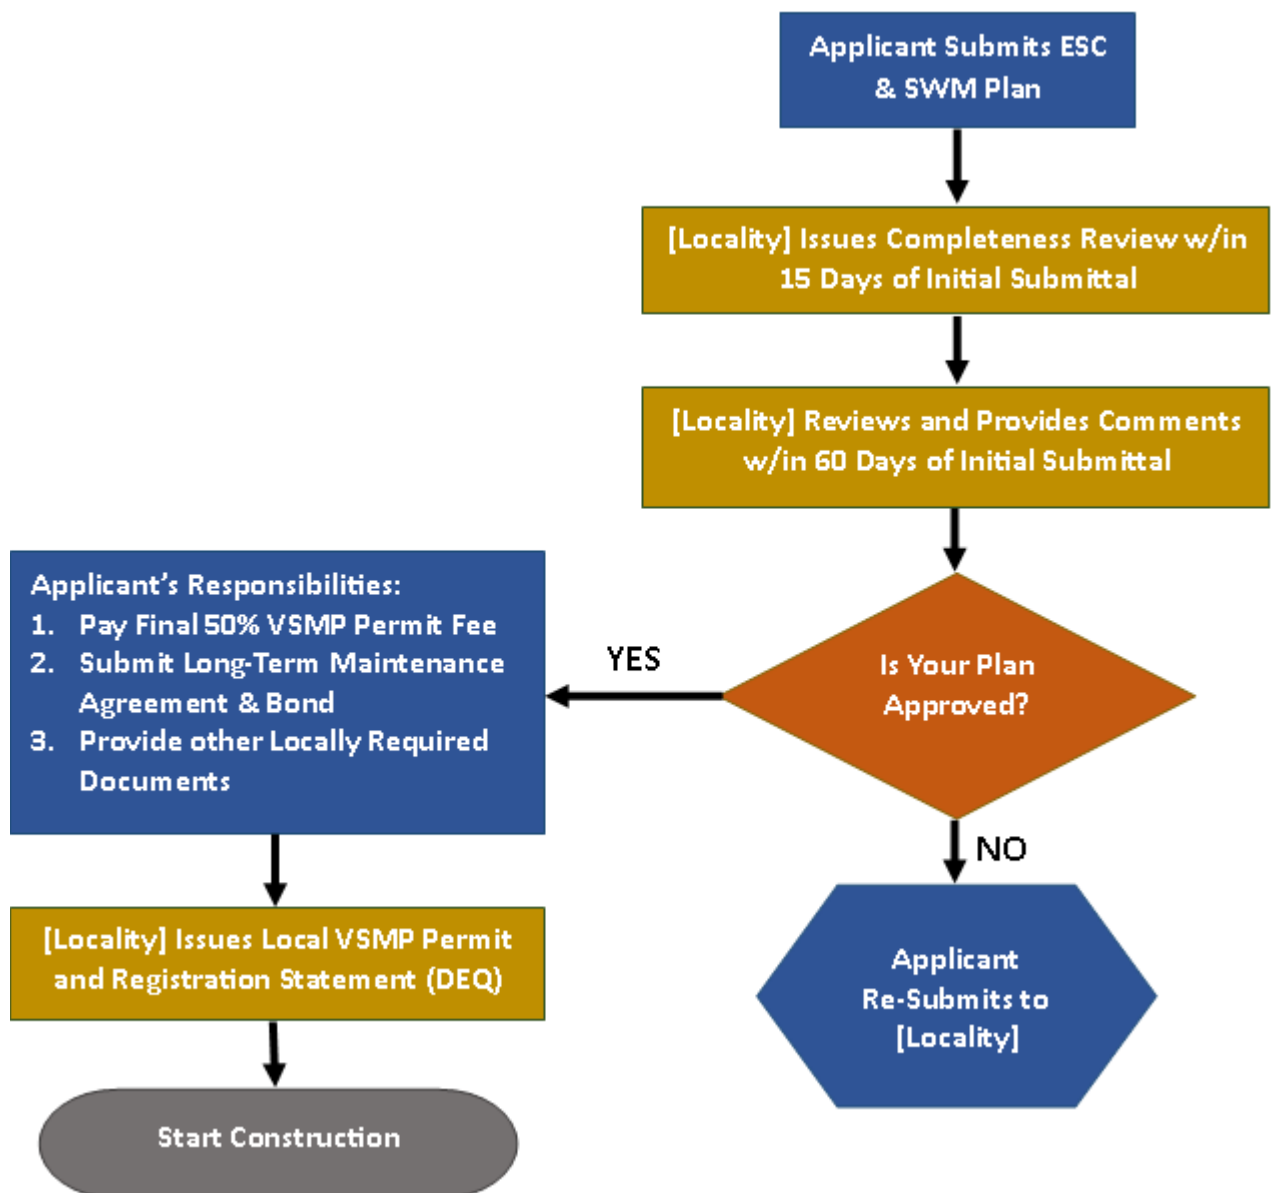 Applicant Submits ESC
& SWM Plan
[Locality] Issues Completeness Review w/in
15 Days of Initial Submittal
[Locality] Reviews and Provides Comments
w/in 60 Days of Initial Submittal
Is Your Plan
Approved?
YES
Applicant’s Responsibilities:
1. Pay Final 50% VSMP Permit Fee
2. Submit Long-Term Maintenance
Agreement & Bond
3. Provide other Locally Required
Documents
NO
Applicant
Re-Submits to
[Locality]
[Locality] Issues Local VSMP Permit
and Registration Statement (DEQ)
Start Construction